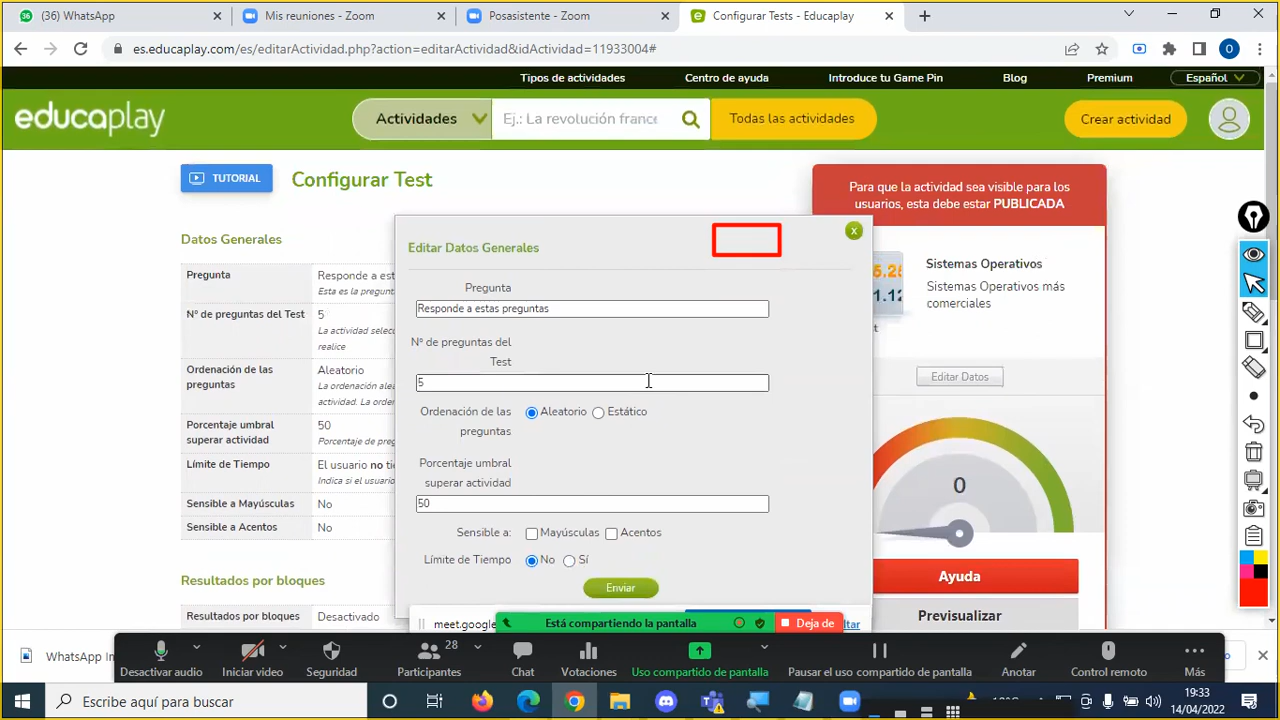 (36) WhatsApp
Mis reuniones - Zoom
Posasistente - Zoom
Configurar Tests - Educaplay
es.educaplay.com/es/editarActividad.php?action=editarActividad&idActividad=11933004#
Tipos de actividades
Centro de ayuda
Introduce tu Game Pin
Blog
Premium
Español
educaplay
Actividades
Ej.: La revolución france
Todas las actividades
Crear actividad
TUTORIAL
Configurar Test
Datos Generales
Pregunta
Responde a est
Esta es la pregunt
Nº de preguntas del Test
5
La actividad selec
realice
Ordenación de las
preguntas
Aleatorio
La ordenación alea
actividad. La orden
Porcentaje umbral
superar actividad
50
Porcentaje de preg
Límite de Tiempo
El usuario no tie
Indica si el usuari
Sensible a Mayúsculas
No
Sensible a Acentos
No
Resultados por bloques
Resultados por bloques
Desactivado
Editar Datos Generales
x
Pregunta
Responde a estas preguntas
Nº de preguntas del
Test
5
Ordenación de las
preguntas
Aleatorio
Estático
Porcentaje umbral
superar actividad
50
Sensible a:
Mayúsculas
Acentos
Límite de Tiempo
No
Sí
Enviar
Para que la actividad sea visible para los
usuarios, esta debe estar PUBLICADA
5.25
1.12
Sistemas Operativos
Sistemas Operativos más
comerciales
Editar Datos
0
Ayuda
Previsualizar
meet.google
Está compartiendo la pantalla
Deja de
ltar
WhatsApp Im
Desactivar audio
Iniciar video
Seguridad
28
Participantes
Chat
Votaciones
Uso compartido de pantalla
Pausar el uso compartido de pantalla
Anotar
Control remoto
Más
Escribe aquí para buscar
19:33
14/04/2022